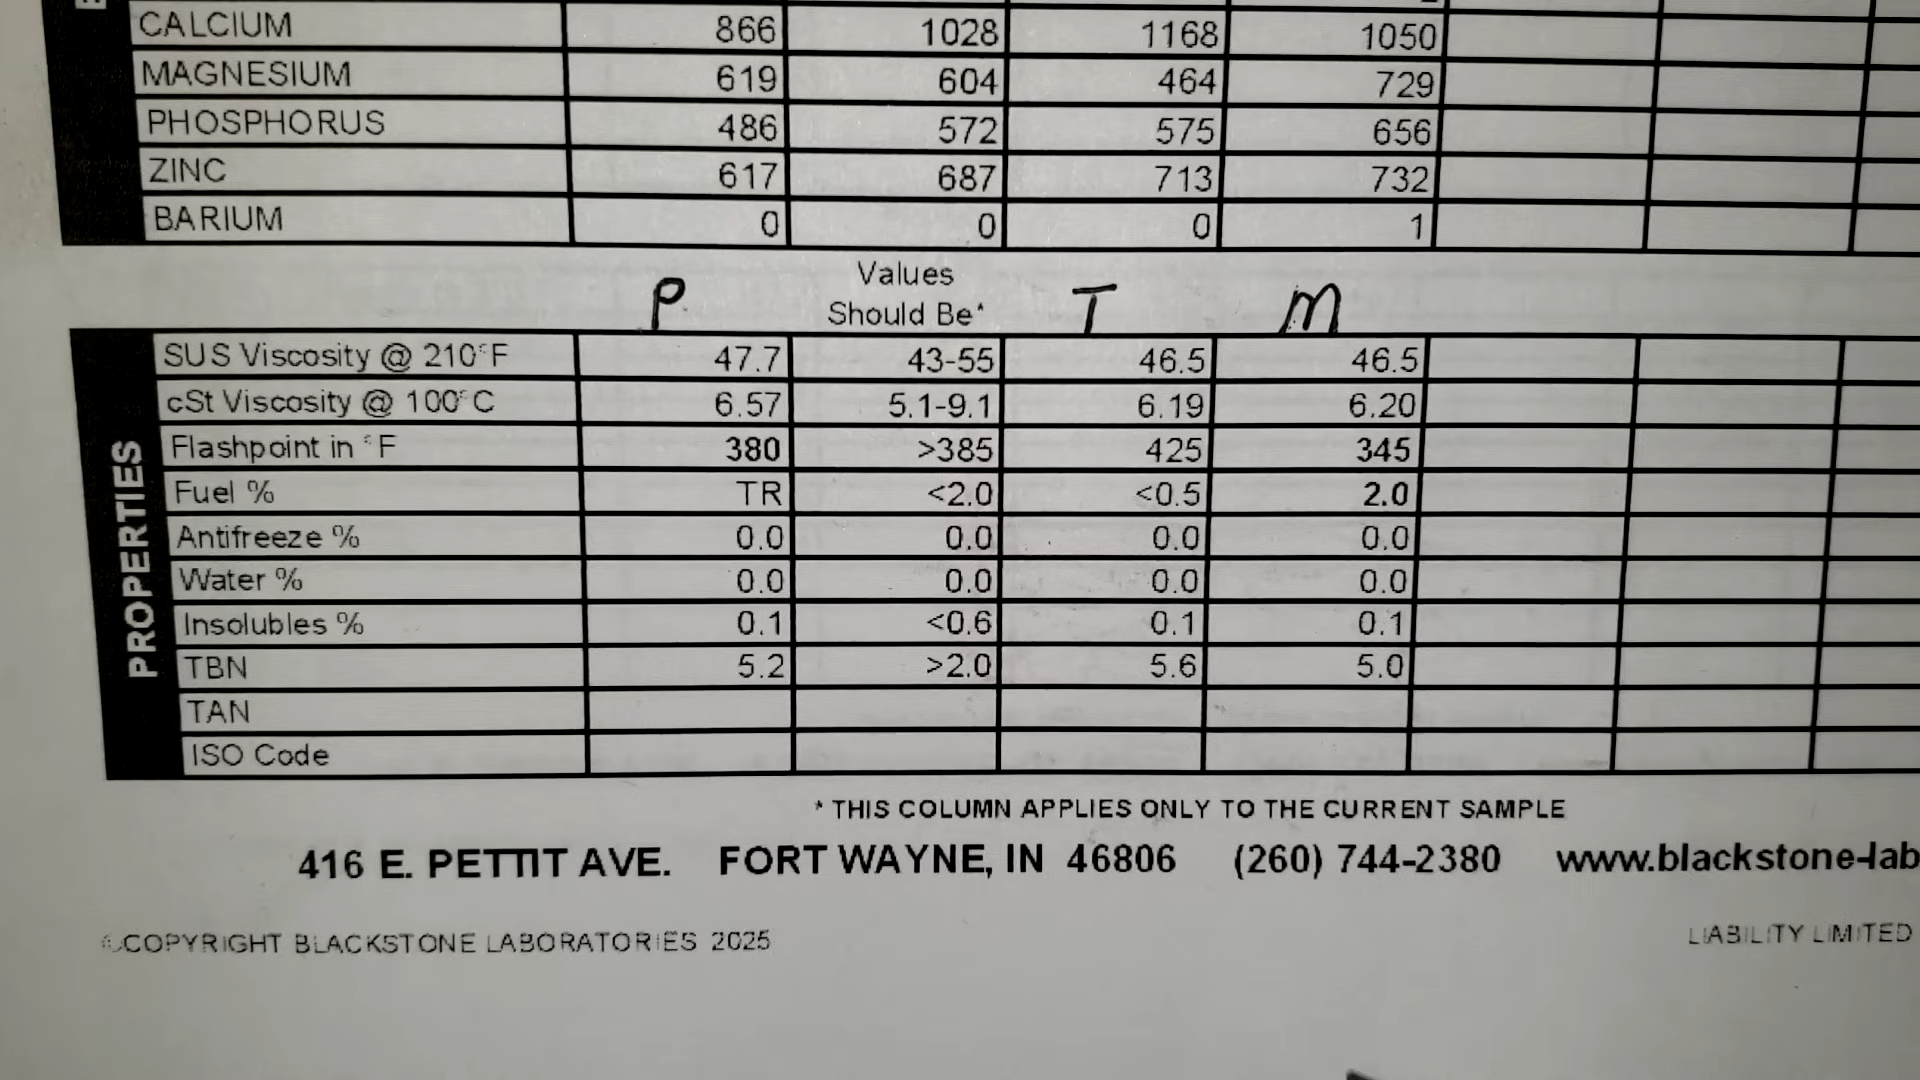 CALCIUM 866 1028 1168 1050
MAGNESIUM 619 604 464 729
PHOSPHORUS 486 572 575 656
ZINC 617 687 713 732
BARIUM 0 0 0 1
P Values Should Be* T M
PROPERTIES
SUS Viscosity @ 210°F 47.7 43-55 46.5 46.5
cSt Viscosity @ 100°C 6.57 5.1-9.1 6.19 6.20
Flashpoint in °F 380 >385 425 345
Fuel % TR <2.0 <0.5 2.0
Antifreeze % 0.0 0.0 0.0 0.0
Water % 0.0 0.0 0.0 0.0
Insolubles % 0.1 <0.6 0.1 0.1
TBN 5.2 >2.0 5.6 5.0
TAN
ISO Code
* THIS COLUMN APPLIES ONLY TO THE CURRENT SAMPLE
416 E. PETTIT AVE. FORT WAYNE, IN 46806 (260) 744-2380 www.blackstone-lab
©COPYRIGHT BLACKSTONE LABORATORIES 2025 LIABILITY LIMITED